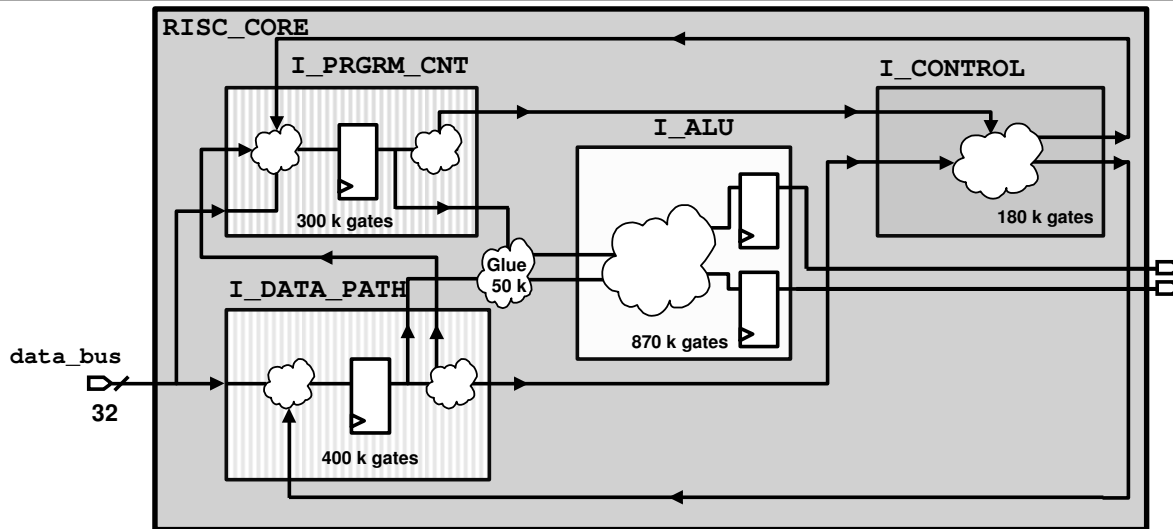 RISC_CORE
I_PRGRM_CNT
I_CONTROL
I_ALU
300 k gates
180 k gates
Glue
50 k
I_DATA_PATH
870 k gates
data_bus
32
400 k gates